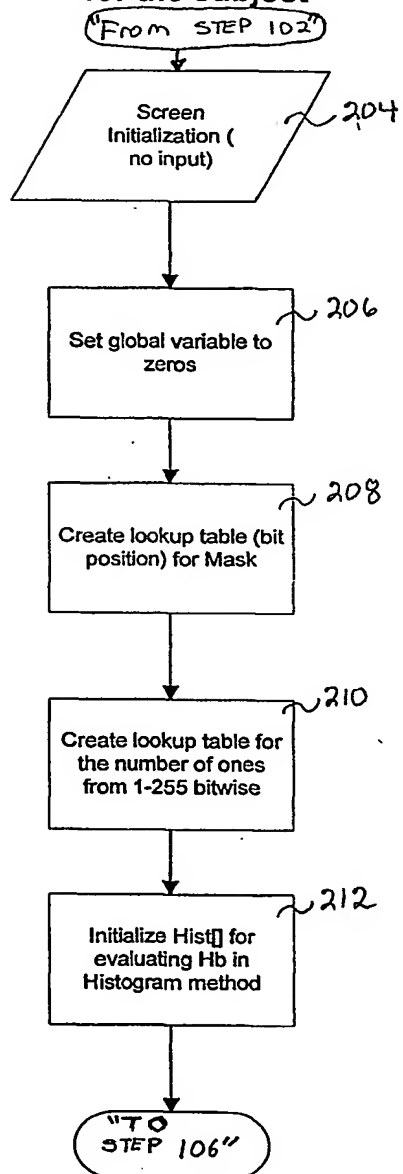 "From STEP 102"
Screen
Initialization (
no input)
204
Set global variable to
zeros
206
Create lookup table (bit
position) for Mask
208
Create lookup table for
the number of ones
from 1-255 bitwise
210
Initialize Hist[] for
evaluating Hb in
Histogram method
212
"TO
STEP 106"